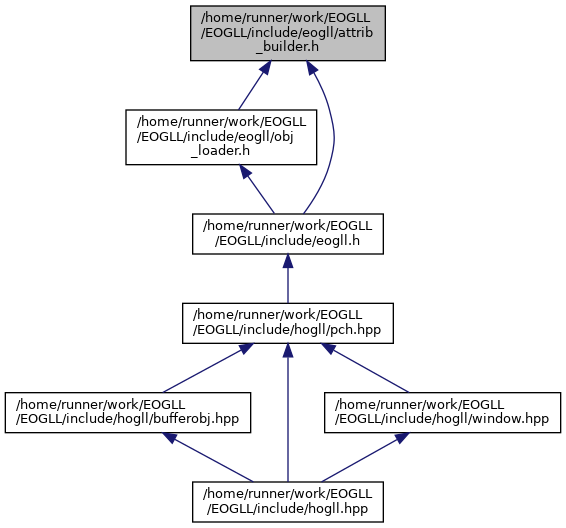 /home/runner/work/EOGLL
/EOGLL/include/eogll/attrib
_builder.h
/home/runner/work/EOGLL
/EOGLL/include/eogll/obj
_loader.h
/home/runner/work/EOGLL
/EOGLL/include/eogll.h
/home/runner/work/EOGLL
/EOGLL/include/hogll/pch.hpp
/home/runner/work/EOGLL
/EOGLL/include/hogll/bufferobj.hpp
/home/runner/work/EOGLL
/EOGLL/include/hogll/window.hpp
/home/runner/work/EOGLL
/EOGLL/include/hogll.hpp